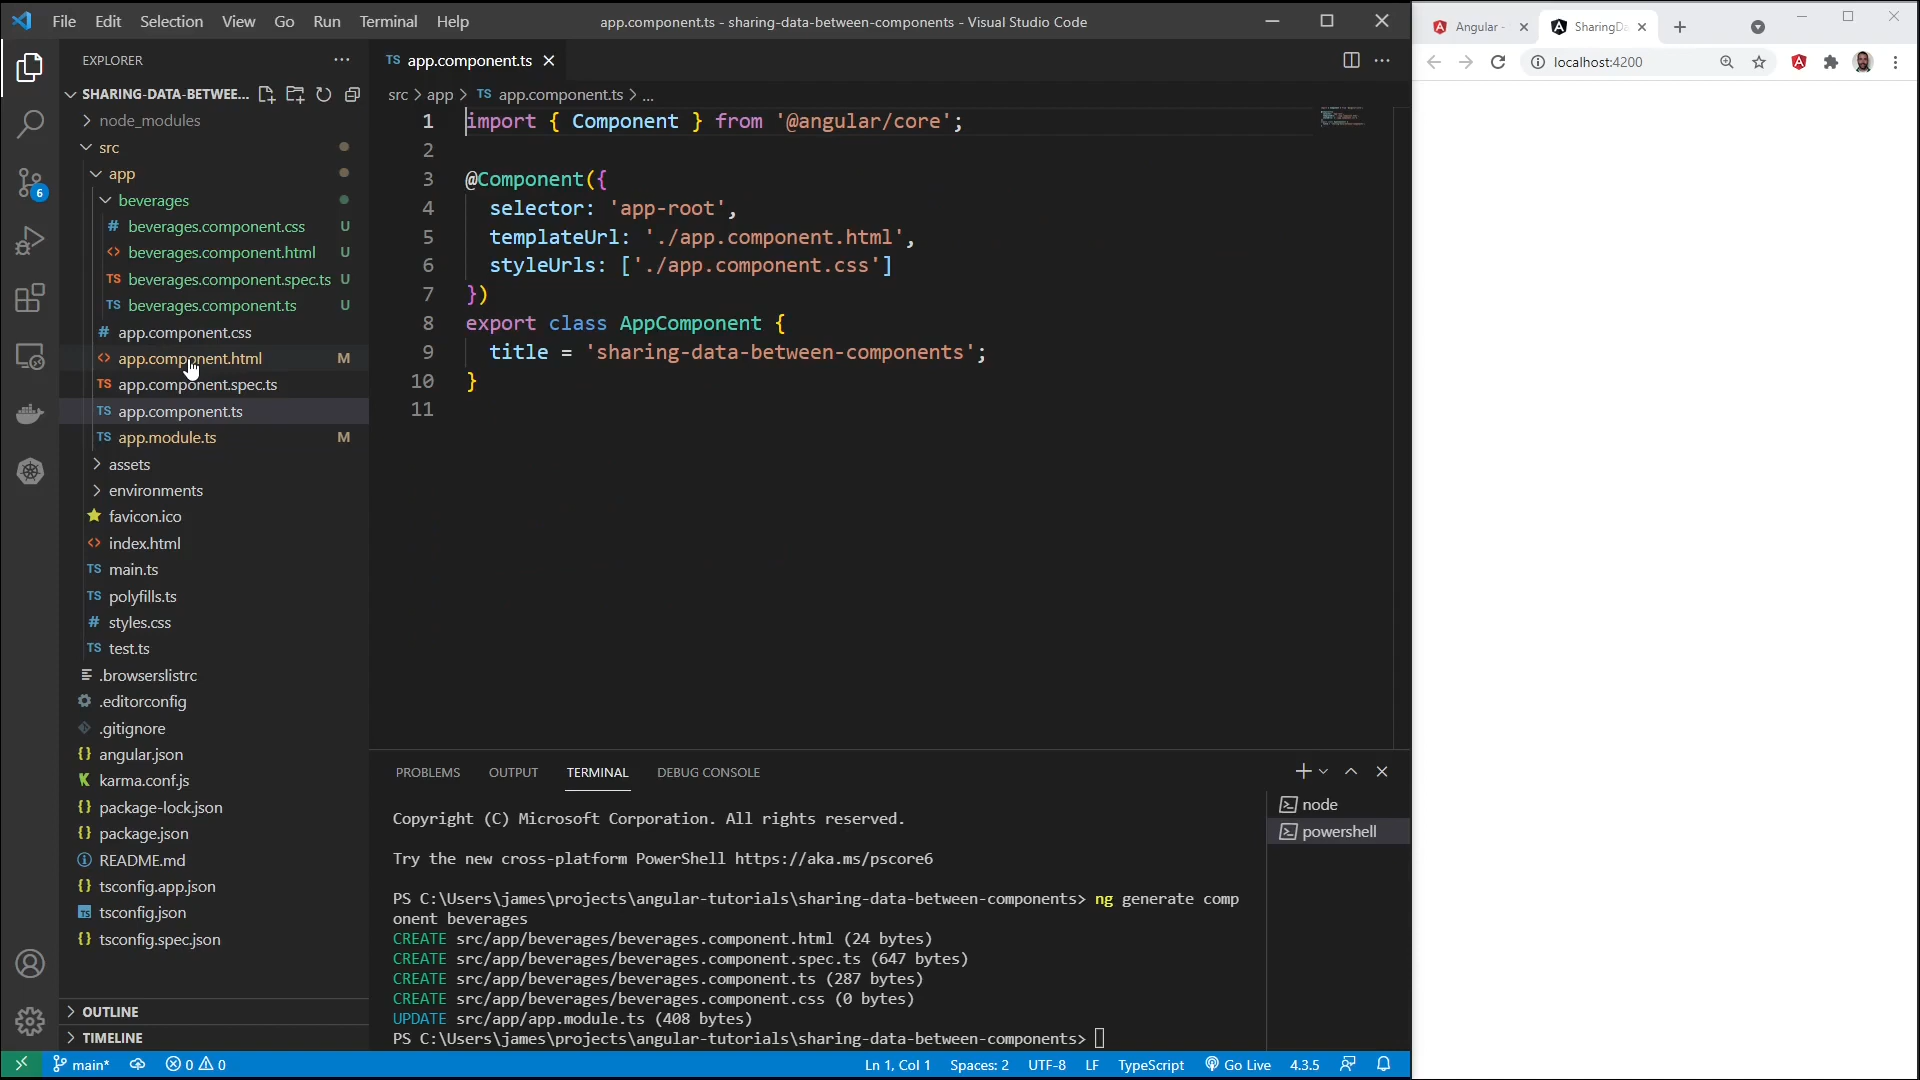 File Edit Selection View Go Run Terminal Help
app.component.ts - sharing-data-between-components - Visual Studio Code
EXPLORER
SHARING-DATA-BETWEE...
node_modules
src
app
beverages
beverages.component.css U
beverages.component.html U
beverages.component.spec.ts U
beverages.component.ts U
app.component.css
app.component.html M
app.component.spec.ts
app.component.ts
app.module.ts M
assets
environments
favicon.ico
index.html
main.ts
polyfills.ts
styles.css
test.ts
.browserslistrc
.editorconfig
.gitignore
angular.json
karma.conf.js
package-lock.json
package.json
README.md
tsconfig.app.json
tsconfig.json
tsconfig.spec.json
OUTLINE
TIMELINE
6
TS app.component.ts
src > app > TS app.component.ts > ...
1 import { Component } from '@angular/core';
2
3 @Component({
4 selector: 'app-root',
5 templateUrl: './app.component.html',
6 styleUrls: ['./app.component.css']
7 })
8 export class AppComponent {
9 title = 'sharing-data-between-components';
10 }
11
PROBLEMS OUTPUT TERMINAL DEBUG CONSOLE
Copyright (C) Microsoft Corporation. All rights reserved.
Try the new cross-platform PowerShell https://aka.ms/pscore6
PS C:\Users\james\projects\angular-tutorials\sharing-data-between-components> ng generate comp
onent beverages
CREATE src/app/beverages/beverages.component.html (24 bytes)
CREATE src/app/beverages/beverages.component.spec.ts (647 bytes)
CREATE src/app/beverages/beverages.component.ts (287 bytes)
CREATE src/app/beverages/beverages.component.css (0 bytes)
UPDATE src/app/app.module.ts (408 bytes)
PS C:\Users\james\projects\angular-tutorials\sharing-data-between-components>
node
powershell
main* 0 0
Ln 1, Col 1 Spaces: 2 UTF-8 LF TypeScript Go Live 4.3.5
Angular - SharingDa
localhost:4200